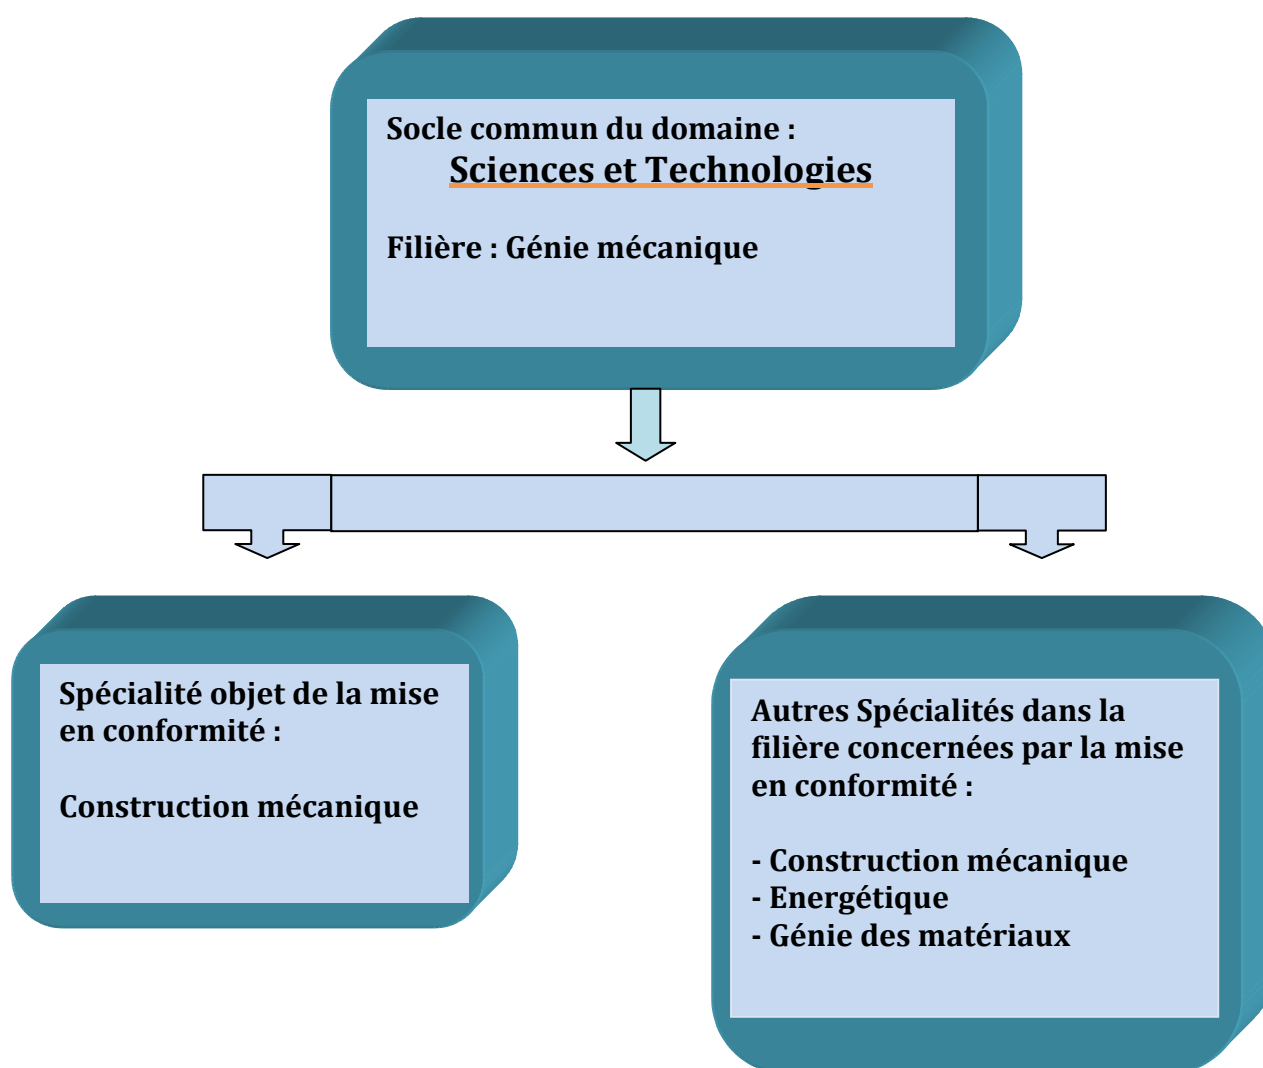 Socle commun du domaine :
Sciences et Technologies
Filière : Génie mécanique
Spécialité objet de la mise
en conformité :
Construction mécanique
Autres Spécialités dans la
filière concernées par la mise
en conformité :
- Construction mécanique
- Energétique
- Génie des matériaux